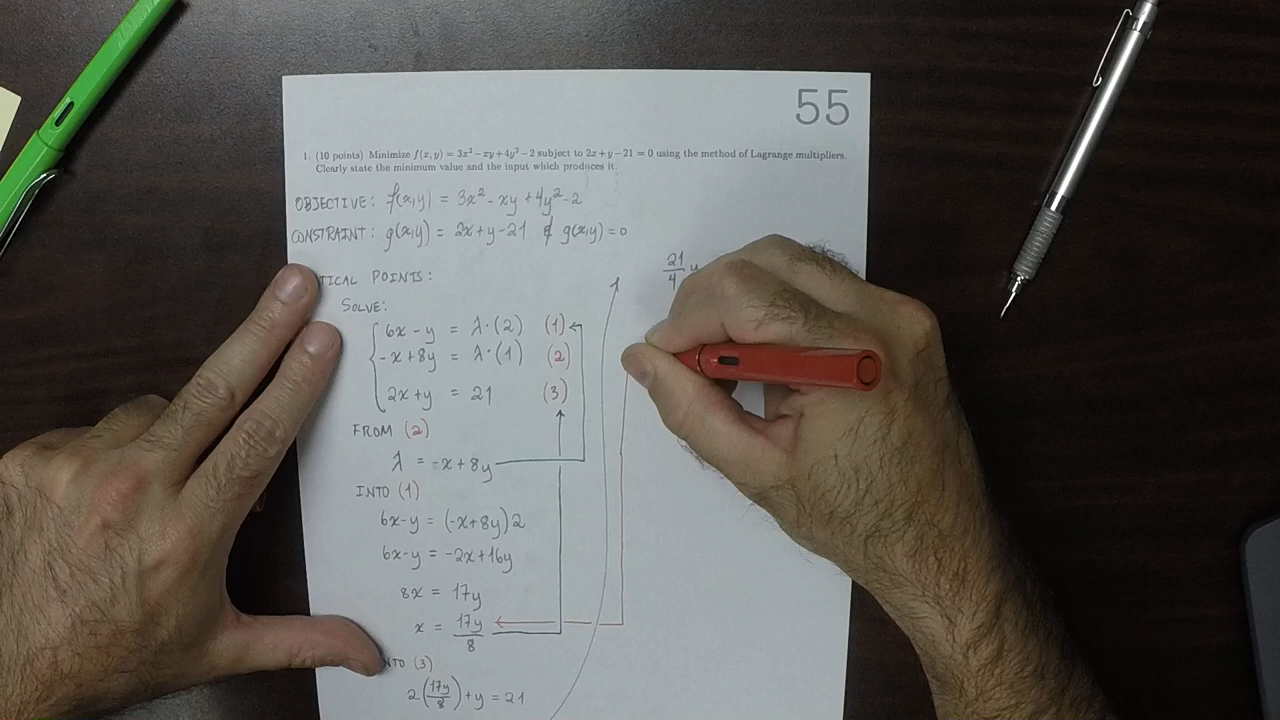 55
1. (10 points) Minimize f(x, y) = 3x² − xy + 4y² − 2 subject to 2x + y − 21 = 0 using the method of Lagrange multipliers.
Clearly state the minimum value and the input which produces it.
OBJECTIVE: f(x,y) = 3x² - xy + 4y² - 2
CONSTRAINT: g(x,y) = 2x + y - 21 & g(x,y) = 0
TICAL POINTS:
SOLVE:
6x - y = λ·(2) (1)
-x + 8y = λ·(1) (2)
2x + y = 21 (3)
FROM (2)
λ = -x + 8y
INTO (1)
6x - y = (-x + 8y)2
6x - y = -2x + 16y
8x = 17y
x = 17y/8
NTO (3)
2(17y/8) + y = 21
21/4 y